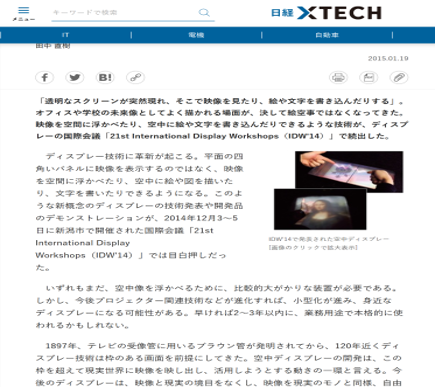 メニュー
キーワードで検索
日経 XTECH
IT
電機
自動車
田中 直樹
2015.01.19
B!
「透明なスクリーンが突然現れ、そこで映像を見たり、絵や文字を書き込んだりする」。
オフィスや学校の未来像としてよく描かれる場面が、決して絵空事ではなくなってきた。
映像を空間に浮かべたり、空中に絵や文字を書き込んだりできるような技術が、ディスプ
レーの国際会議「21st International Display Workshops（IDW'14）」で続出した。
ディスプレー技術に革新が起こる。平面の四
角いパネルに映像を表示するのではなく、映像
を空間に浮かべたり、空中に絵や図を描いた
り、文字を書いたりできるようになる。このよ
うな新概念のディスプレーの技術発表や開発品
のデモンストレーションが、2014年12月3～5
日に新潟市で開催された国際会議「21st
International Display
Workshops（IDW'14）」では目白押しだっ
た。
IDW'14で発表された空中ディスプレー
[画像のクリックで拡大表示]
いずれもまだ、空中像を浮かべるために、比較的大がかりな装置が必要である。
しかし、今後プロジェクター関連技術などが進化すれば、小型化が進み、身近な
ディスプレーになる可能性がある。早ければ2～3年以内に、業務用途で本格的に使
われるかもしれない。
1897年、テレビの受像管に用いるブラウン管が発明されてから、120年近くディ
スプレー技術は枠のある画面を前提にしてきた。空中ディスプレーの開発は、この
枠を超えて現実世界に映像を映し出し、活用しようとする動きの一環と言える。今
後のディスプレーは、映像と現実の境目をなくし、映像を現実のモノと同様、自由